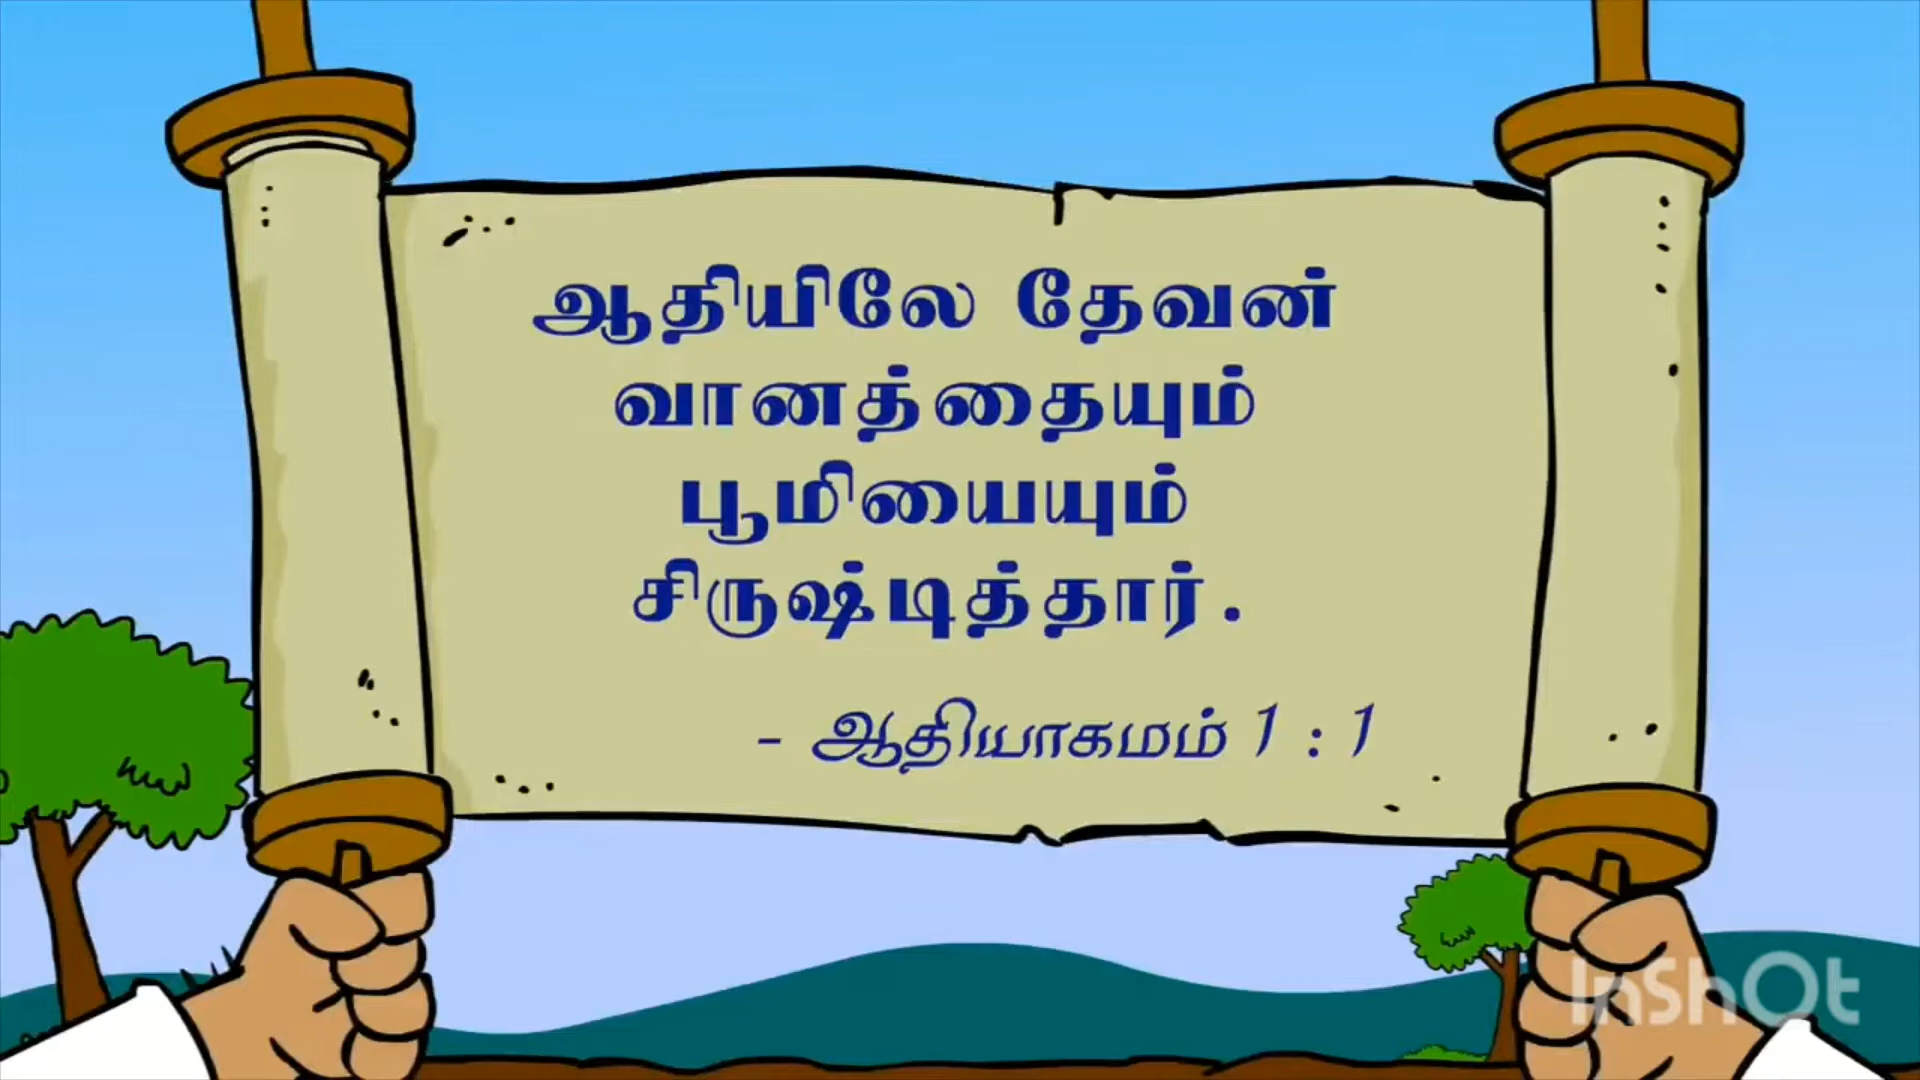 ஆதியிலே தேவன்
வானத்தையும்
பூமியையும்
சிருஷ்டித்தார்.
- ஆதியாகமம் 1 : 1
InShOt